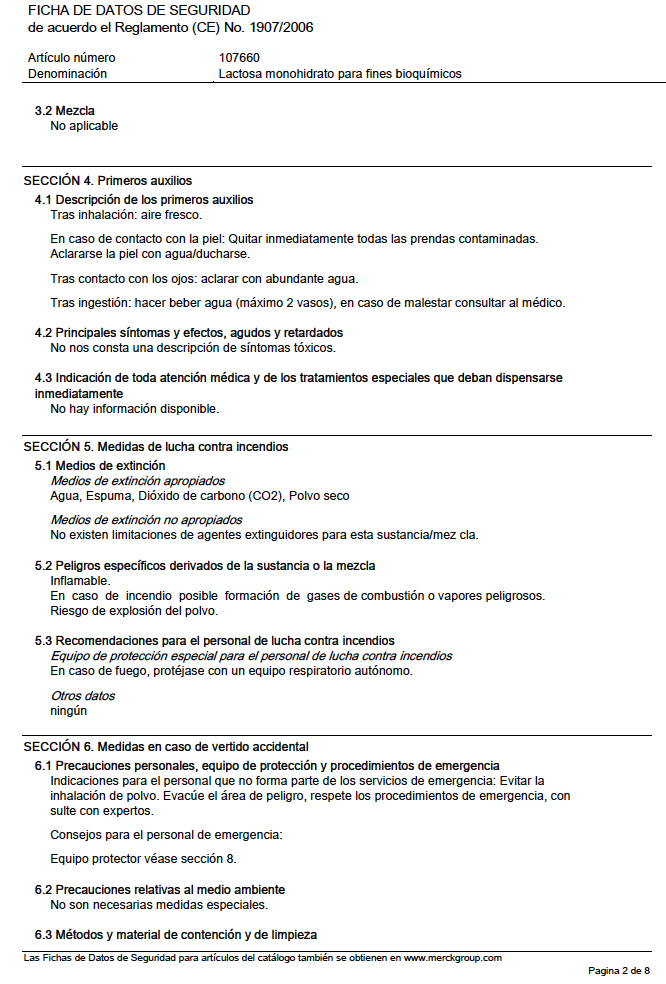 FICHA DE DATOS DE SEGURIDAD
de acuerdo el Reglamento (CE) No. 1907/2006
Artículo número 107660
Denominación Lactosa monohidrato para fines bioquímicos
3.2 Mezcla
No aplicable
SECCIÓN 4. Primeros auxilios
4.1 Descripción de los primeros auxilios
Tras inhalación: aire fresco.
En caso de contacto con la piel: Quitar inmediatamente todas las prendas contaminadas.
Aclararse la piel con agua/ducharse.
Tras contacto con los ojos: aclarar con abundante agua.
Tras ingestión: hacer beber agua (máximo 2 vasos), en caso de malestar consultar al médico.
4.2 Principales síntomas y efectos, agudos y retardados
No nos consta una descripción de síntomas tóxicos.
4.3 Indicación de toda atención médica y de los tratamientos especiales que deban dispensarse
inmediatamente
No hay información disponible.
SECCIÓN 5. Medidas de lucha contra incendios
5.1 Medios de extinción
Medios de extinción apropiados
Agua, Espuma, Dióxido de carbono (CO2), Polvo seco
Medios de extinción no apropiados
No existen limitaciones de agentes extinguidores para esta sustancia/mez cla.
5.2 Peligros específicos derivados de la sustancia o la mezcla
Inflamable.
En caso de incendio posible formación de gases de combustión o vapores peligrosos.
Riesgo de explosión del polvo.
5.3 Recomendaciones para el personal de lucha contra incendios
Equipo de protección especial para el personal de lucha contra incendios
En caso de fuego, protéjase con un equipo respiratorio autónomo.
Otros datos
ningún
SECCIÓN 6. Medidas en caso de vertido accidental
6.1 Precauciones personales, equipo de protección y procedimientos de emergencia
Indicaciones para el personal que no forma parte de los servicios de emergencia: Evitar la
inhalación de polvo. Evacúe el área de peligro, respete los procedimientos de emergencia, con
sulte con expertos.
Consejos para el personal de emergencia:
Equipo protector véase sección 8.
6.2 Precauciones relativas al medio ambiente
No son necesarias medidas especiales.
6.3 Métodos y material de contención y de limpieza
Las Fichas de Datos de Seguridad para artículos del catálogo también se obtienen en www.merckgroup.com
Pagina 2 de 8